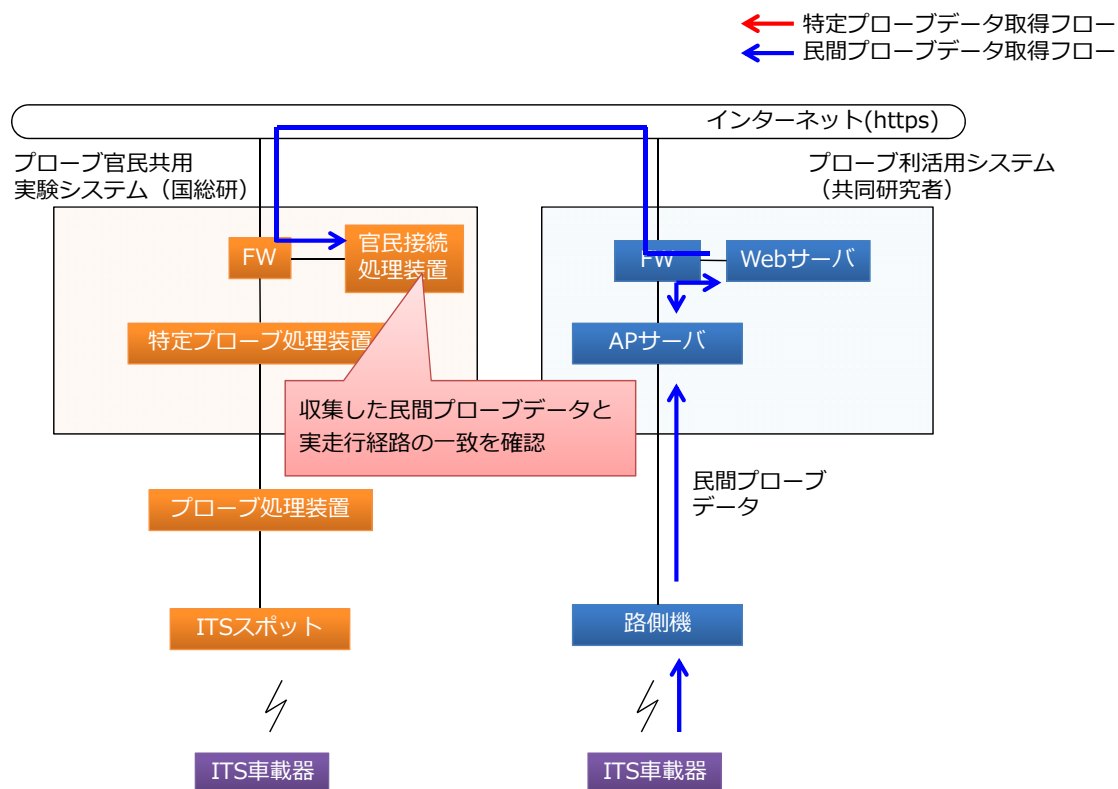 特定プローブデータ取得フロー
民間プローブデータ取得フロー
インターネット(https)
プローブ官民共用
実験システム（国総研）
プローブ利活用システム
（共同研究者）
FW
官民接続
処理装置
FW
Webサーバ
特定プローブ処理装置
APサーバ
収集した民間プローブデータと
実走行経路の一致を確認
民間プローブ
データ
プローブ処理装置
ITSスポット
路側機
ITS車載器
ITS車載器